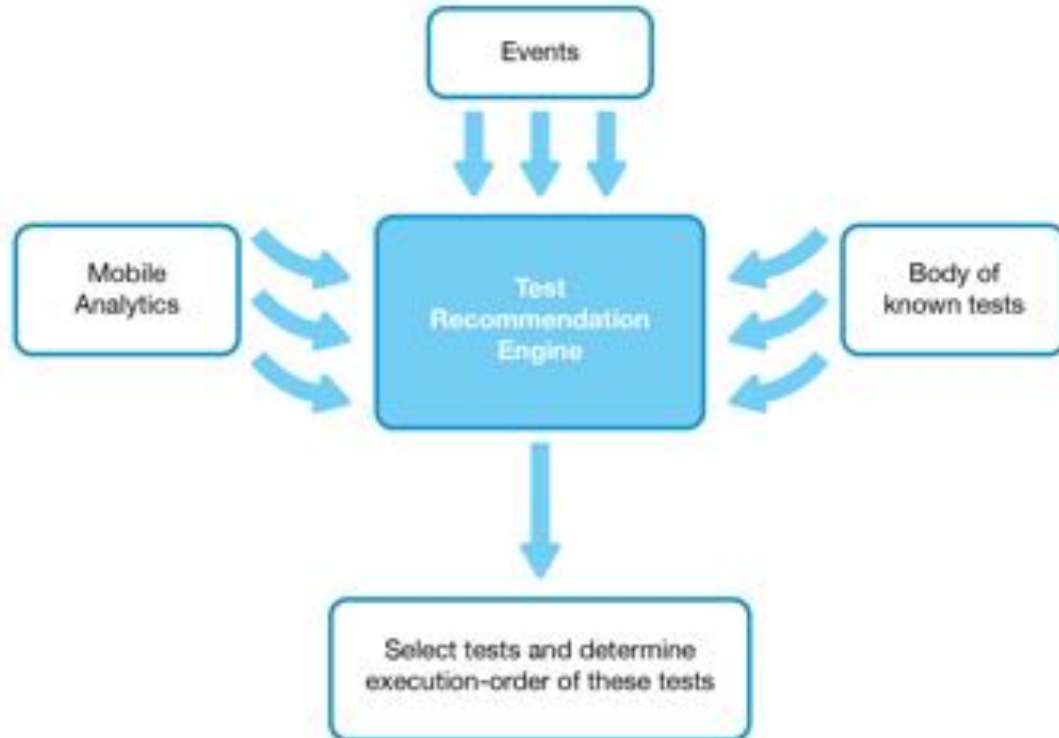 Events
Mobile
Analytics
Test
Recommendation
Engine
Body of
known tests
Select tests and determine
execution-order of these tests